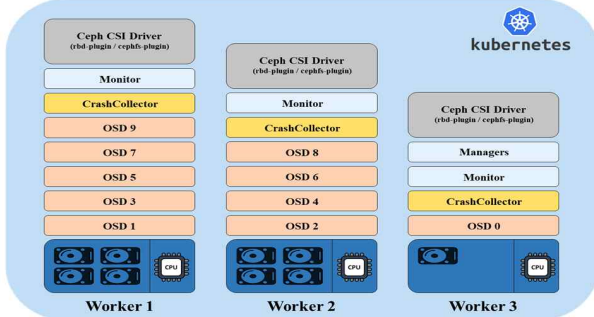 kubernetes
Ceph CSI Driver
(rbd-plugin / cephfs-plugin)
Monitor
CrashCollector
OSD 9
OSD 7
OSD 5
OSD 3
OSD 1
CPU
Worker 1
Ceph CSI Driver
(rbd-plugin / cephfs-plugin)
Monitor
CrashCollector
OSD 8
OSD 6
OSD 4
OSD 2
CPU
Worker 2
Ceph CSI Driver
(rbd-plugin / cephfs-plugin)
Managers
Monitor
CrashCollector
OSD 0
CPU
Worker 3